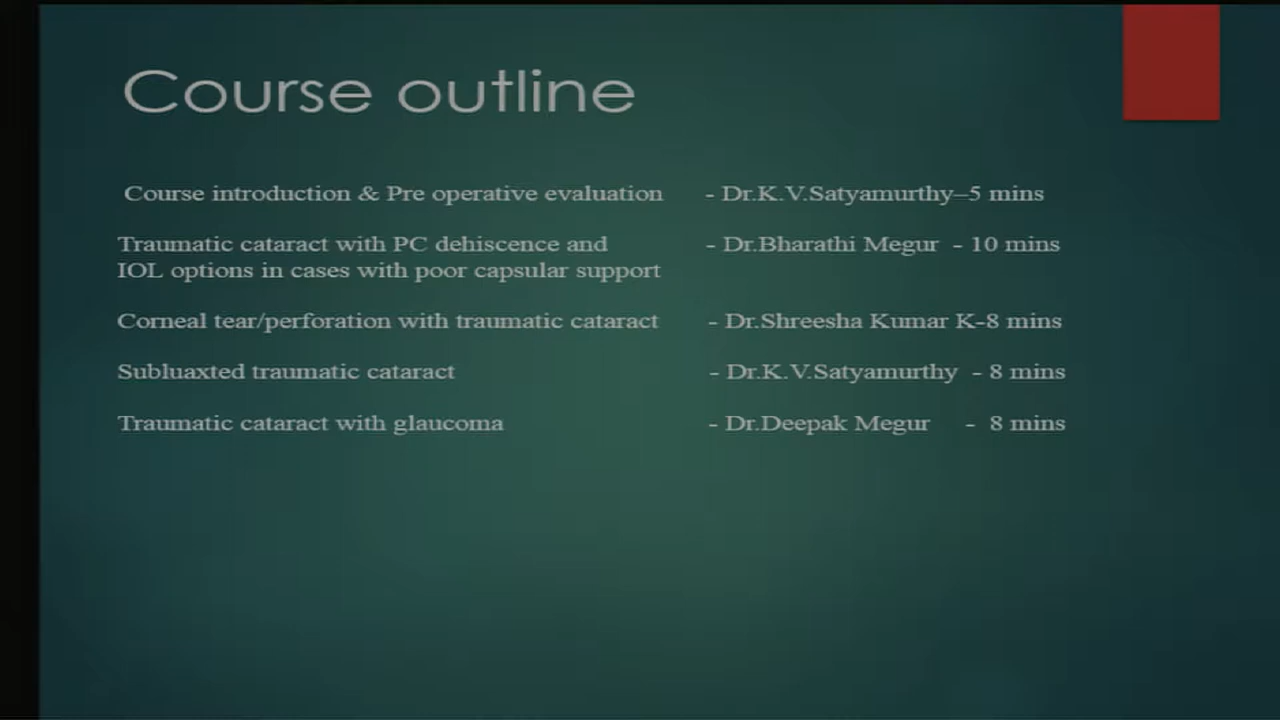 Course outline
Course introduction & Pre operative evaluation - Dr.K.V.Satyamurthy–5 mins
Traumatic cataract with PC dehiscence and - Dr.Bharathi Megur - 10 mins
IOL options in cases with poor capsular support
Corneal tear/perforation with traumatic cataract - Dr.Shreesha Kumar K-8 mins
Subluaxted traumatic cataract - Dr.K.V.Satyamurthy - 8 mins
Traumatic cataract with glaucoma - Dr.Deepak Megur - 8 mins